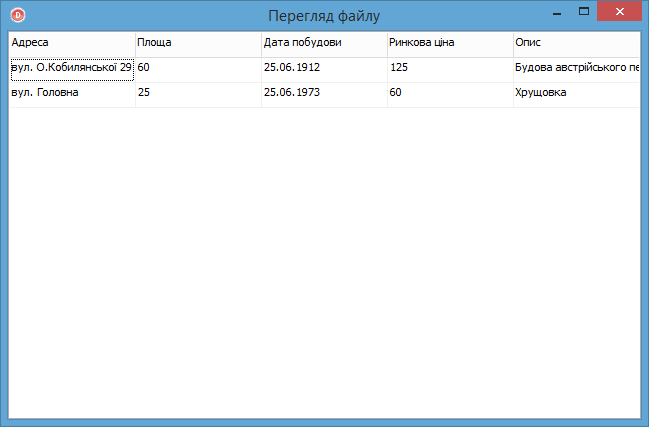 Перегляд файлу
Адреса Площа Дата побудови Ринкова ціна Опис
вул. О.Кобилянської 29 60 25.06.1912 125 Будова австрійського пе
вул. Головна 25 25.06.1973 60 Хрущовка